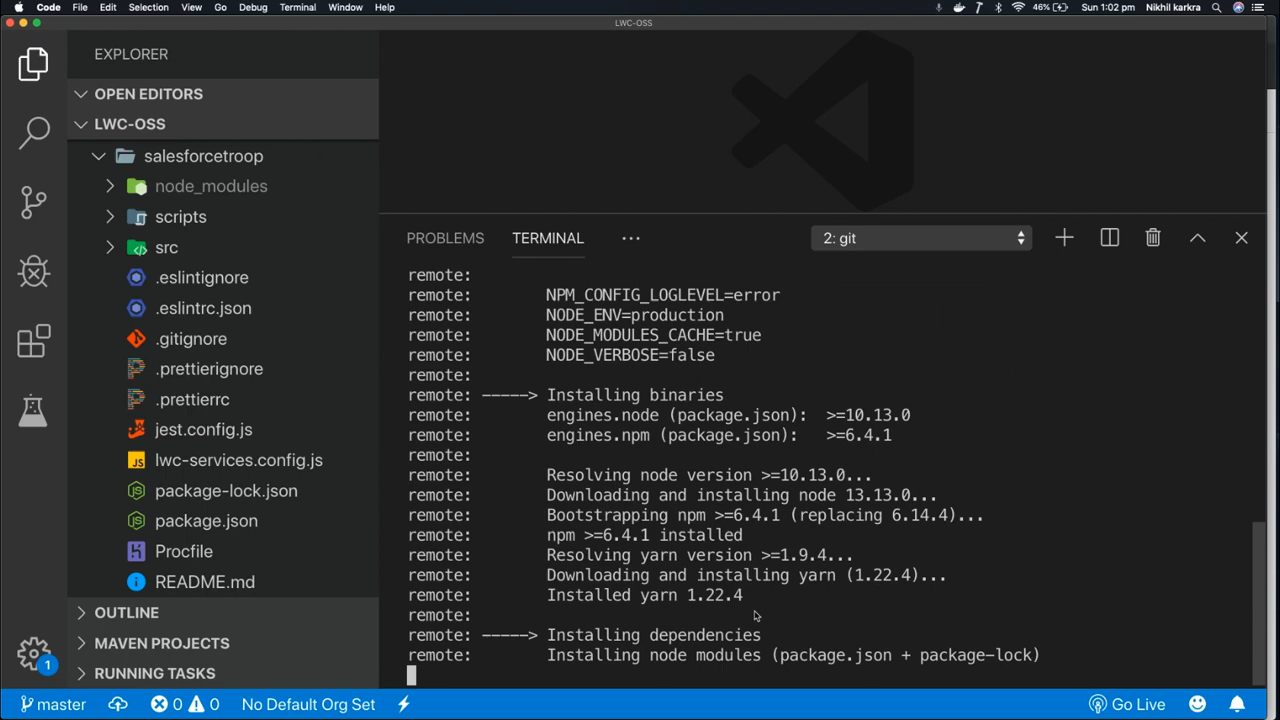 Code File Edit Selection View Go Debug Terminal Window Help 46% Sun 1:02 pm Nikhil karkra
LWC-OSS
EXPLORER
OPEN EDITORS
LWC-OSS
salesforcetroop
node_modules
scripts
src
.eslintignore
.eslintrc.json
.gitignore
.prettierignore
.prettierrc
jest.config.js
lwc-services.config.js
package-lock.json
package.json
Procfile
README.md
OUTLINE
MAVEN PROJECTS
RUNNING TASKS
1
PROBLEMS TERMINAL ... 2: git
remote:
remote: NPM_CONFIG_LOGLEVEL=error
remote: NODE_ENV=production
remote: NODE_MODULES_CACHE=true
remote: NODE_VERBOSE=false
remote:
remote: -----> Installing binaries
remote: engines.node (package.json): >=10.13.0
remote: engines.npm (package.json): >=6.4.1
remote:
remote: Resolving node version >=10.13.0...
remote: Downloading and installing node 13.13.0...
remote: Bootstrapping npm >=6.4.1 (replacing 6.14.4)...
remote: npm >=6.4.1 installed
remote: Resolving yarn version >=1.9.4...
remote: Downloading and installing yarn (1.22.4)...
remote: Installed yarn 1.22.4
remote:
remote: -----> Installing dependencies
remote: Installing node modules (package.json + package-lock)
master 0 0 No Default Org Set Go Live